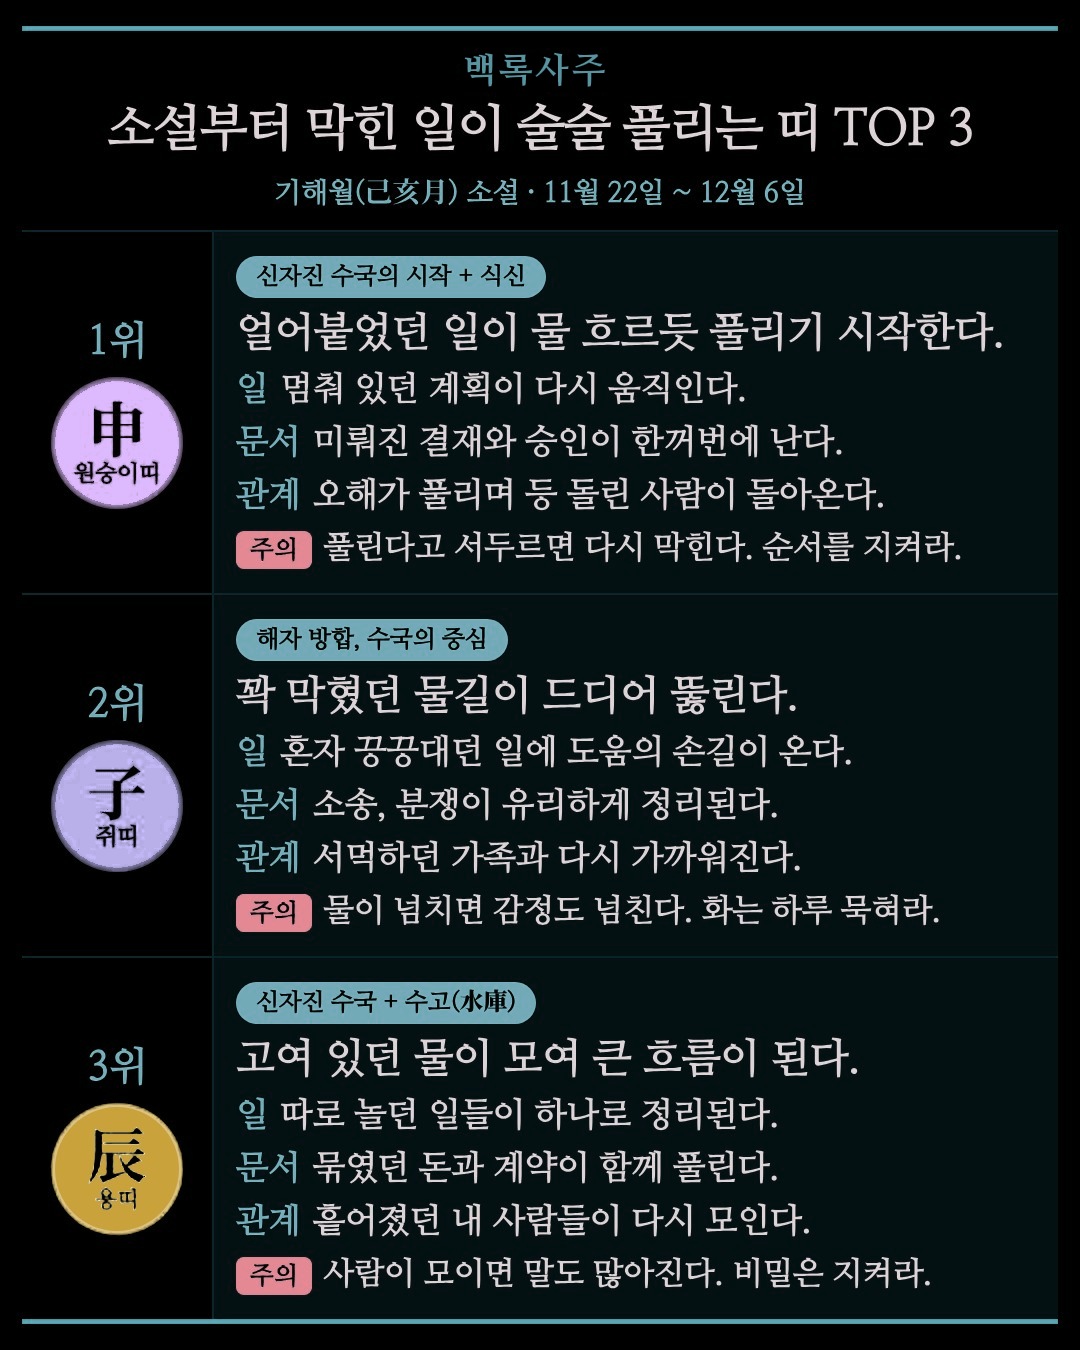 백록사주
소설부터 막힌 일이 술술 풀리는 띠 TOP 3
기해월(己亥月) 소설 · 11월 22일 ~ 12월 6일
1위
申
원숭이띠
신자진 수국의 시작 + 식신
얼어붙었던 일이 물 흐르듯 풀리기 시작한다.
일 멈춰 있던 계획이 다시 움직인다.
문서 미뤄진 결재와 승인이 한꺼번에 난다.
관계 오해가 풀리며 등 돌린 사람이 돌아온다.
주의 풀린다고 서두르면 다시 막힌다. 순서를 지켜라.
2위
子
쥐띠
해자 방합, 수국의 중심
꽉 막혔던 물길이 드디어 뚫린다.
일 혼자 끙끙대던 일에 도움의 손길이 온다.
문서 소송, 분쟁이 유리하게 정리된다.
관계 서먹하던 가족과 다시 가까워진다.
주의 물이 넘치면 감정도 넘친다. 화는 하루 묵혀라.
3위
辰
용띠
신자진 수국 + 수고(水庫)
고여 있던 물이 모여 큰 흐름이 된다.
일 따로 놀던 일들이 하나로 정리된다.
문서 묶였던 돈과 계약이 함께 풀린다.
관계 흩어졌던 내 사람들이 다시 모인다.
주의 사람이 모이면 말도 많아진다. 비밀은 지켜라.